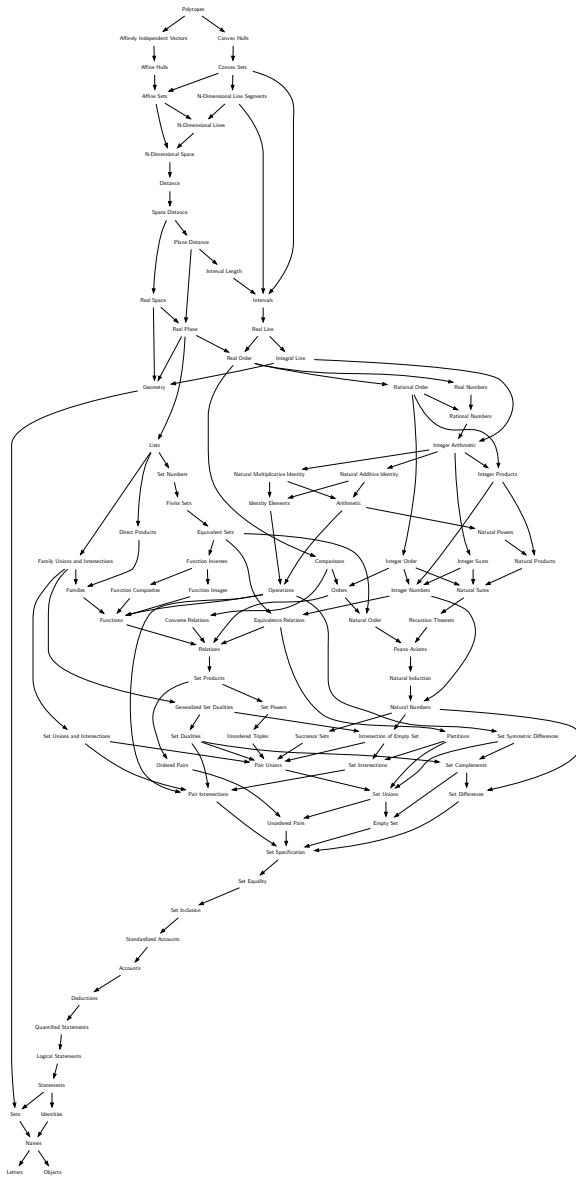 Polytopes
Affinely Independent Vectors
Convex Hulls
Affine Hulls
Convex Sets
Affine Sets
N-Dimensional Line Segments
N-Dimensional Lines
N-Dimensional Space
Distance
Space Distance
Plane Distance
Interval Length
Real Space
Intervals
Real Plane
Real Line
Real Order
Integral Line
Geometry
Rational Order
Real Numbers
Rational Numbers
Lists
Integer Arithmetic
Set Numbers
Natural Multiplicative Identity
Natural Additive Identity
Integer Products
Finite Sets
Identity Elements
Arithmetic
Direct Products
Equivalent Sets
Natural Powers
Family Unions and Intersections
Function Inverses
Comparisons
Integer Order
Integer Sums
Natural Products
Families
Function Composites
Function Images
Operations
Orders
Integer Numbers
Natural Sums
Functions
Converse Relations
Equivalence Relations
Natural Order
Recursion Theorem
Relations
Peano Axioms
Set Products
Natural Induction
Generalized Set Dualities
Set Powers
Natural Numbers
Set Unions and Intersections
Set Dualities
Unordered Triples
Successor Sets
Intersection of Empty Set
Partitions
Set Symmetric Differences
Ordered Pairs
Pair Unions
Set Intersections
Set Complements
Pair Intersections
Set Unions
Set Differences
Unordered Pairs
Empty Set
Set Specification
Set Equality
Set Inclusion
Standardized Accounts
Accounts
Deductions
Quantified Statements
Logical Statements
Statements
Sets
Identities
Names
Letters
Objects